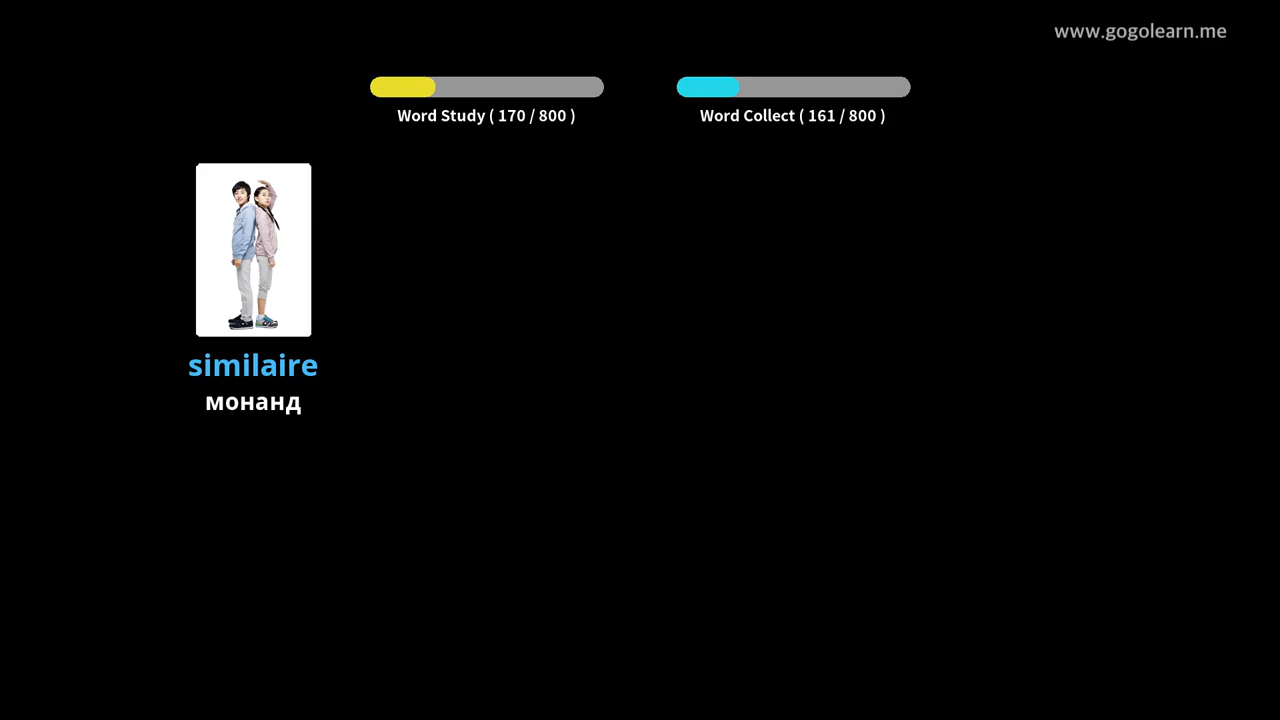 www.gogolearn.me
Word Study ( 170 / 800 )
Word Collect ( 161 / 800 )
similaire
монанд